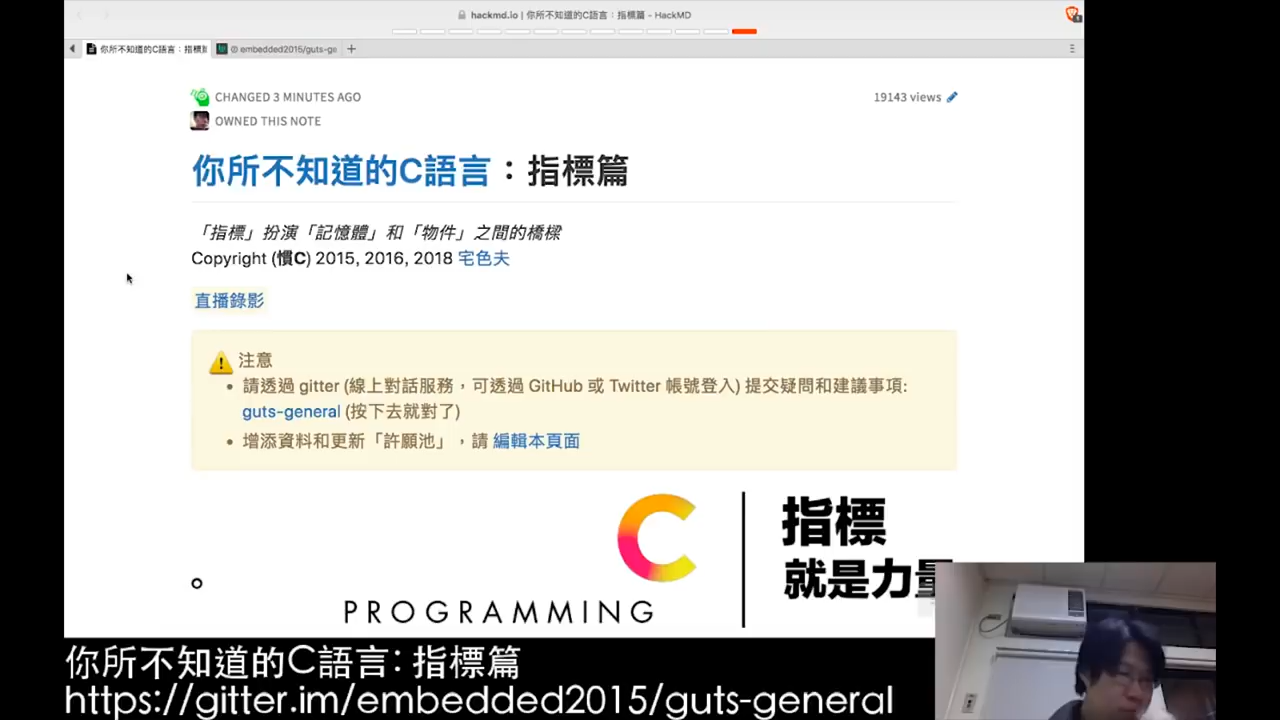 hackmd.io | 你所不知道的C語言：指標篇 - HackMD
你所不知道的C語言：指標
embedded2015/guts-ge
CHANGED 3 MINUTES AGO
19143 views
OWNED THIS NOTE
你所不知道的C語言：指標篇
「指標」扮演「記憶體」和「物件」之間的橋樑
Copyright (慣C) 2015, 2016, 2018 宅色夫
直播錄影
注意
請透過 gitter (線上對話服務，可透過 GitHub 或 Twitter 帳號登入) 提交疑問和建議事項:
guts-general (按下去就對了)
增添資料和更新「許願池」，請 編輯本頁面
指標
就是力量
PROGRAMMING
你所不知道的C語言: 指標篇
https://gitter.im/embedded2015/guts-general